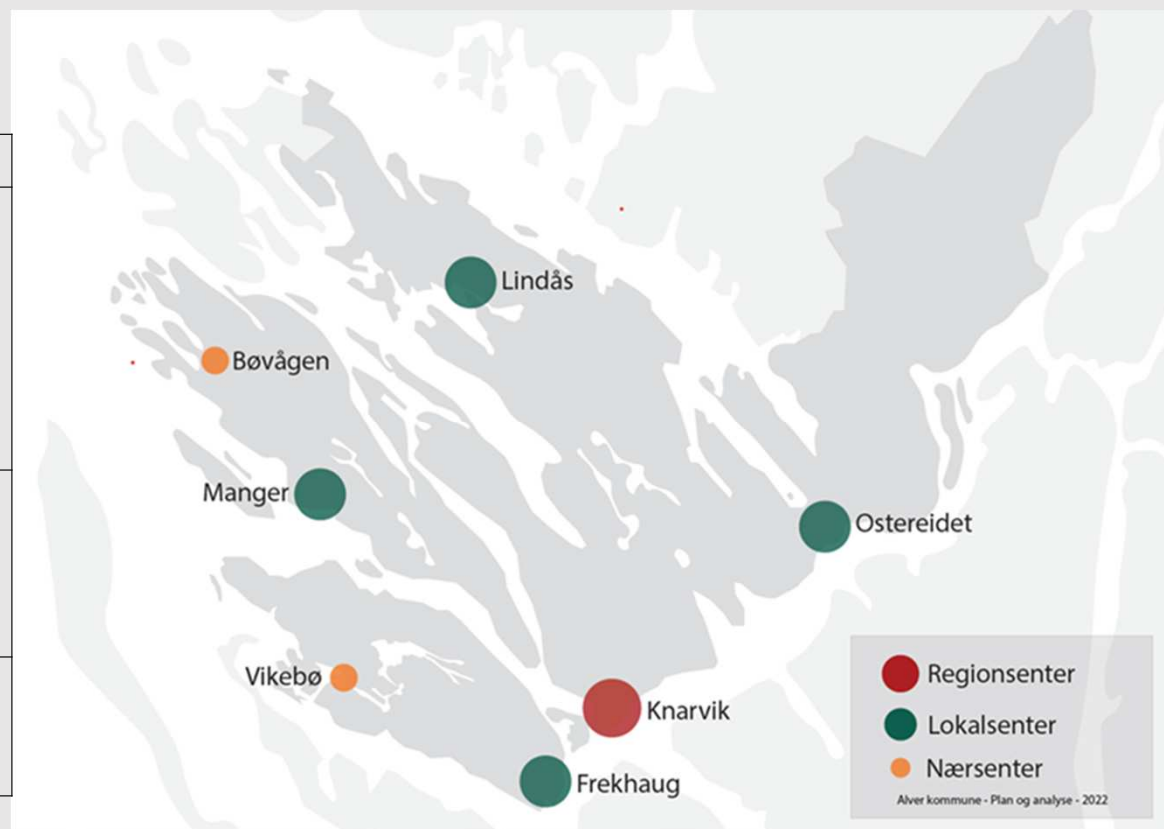 Lindås
Bøvågen
Manger
Ostereidet
Vikebø
Knarvik
Frekhaug
Regionsenter
Lokalsenter
Nærsenter
Alver kommune - Plan og analyse - 2022